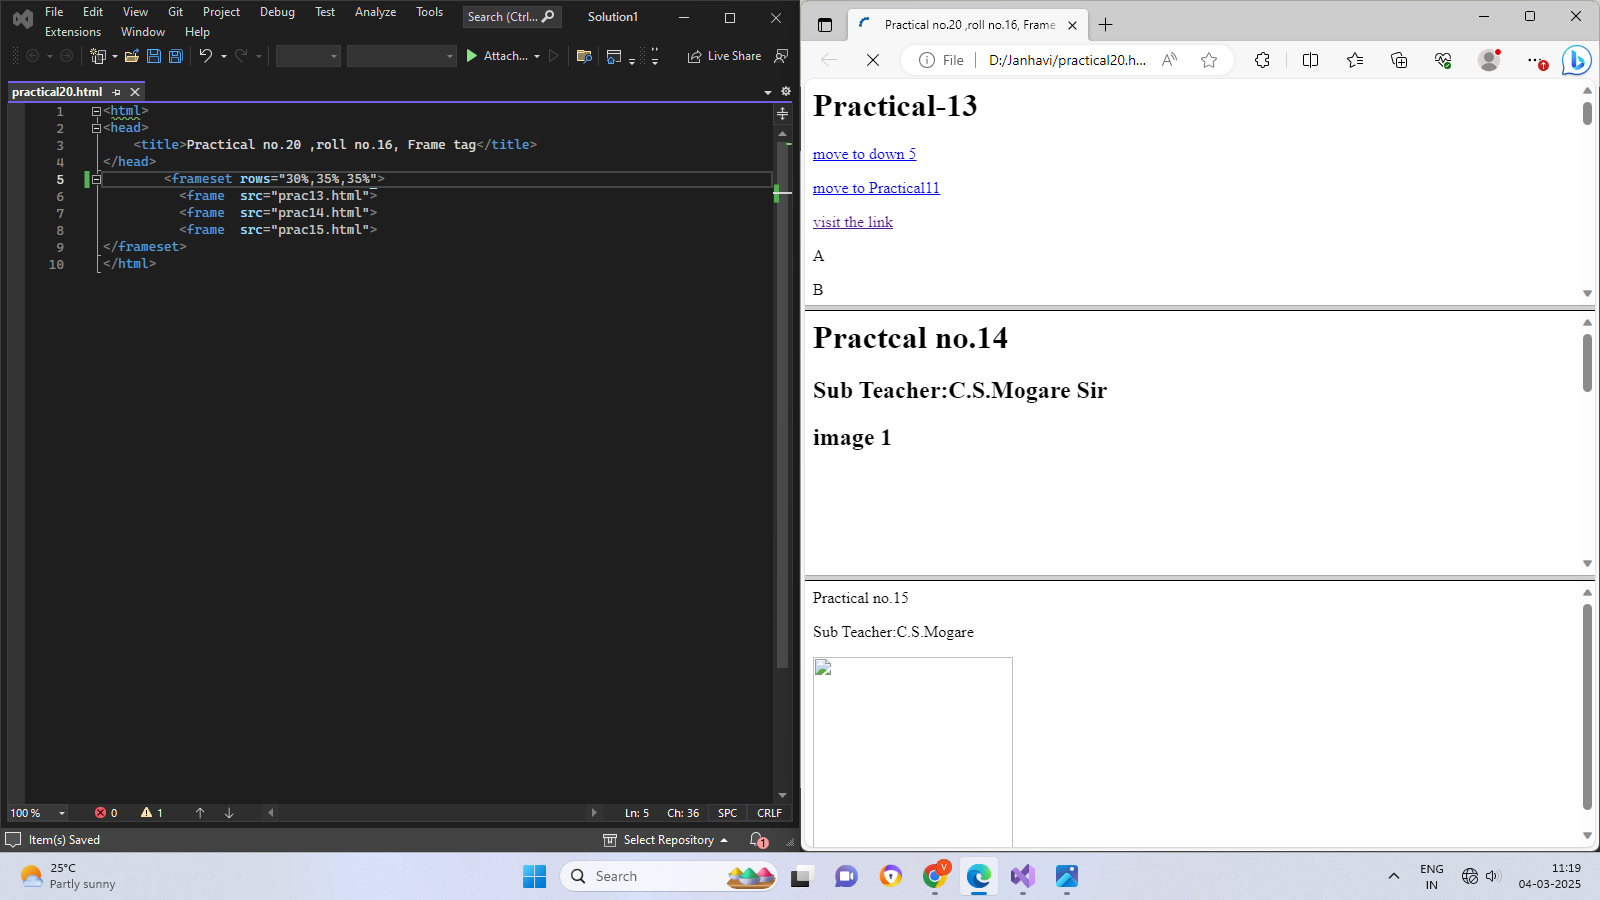 File Edit View Git Project Debug Test Analyze Tools Search (Ctrl... Solution1
Extensions Window Help
Attach... Live Share
practical20.html
1 <html>
2 <head>
3 <title>Practical no.20 ,roll no.16, Frame tag</title>
4 </head>
5 <frameset rows="30%,35%,35%">
6 <frame  src="prac13.html">
7 <frame  src="prac14.html">
8 <frame  src="prac15.html">
9 </frameset>
10 </html>
100 % 0 1 Ln: 5 Ch: 36 SPC CRLF
Item(s) Saved Select Repository 1
Practical no.20 ,roll no.16, Frame
File D:/Janhavi/practical20.h...
Practical-13
move to down 5
move to Practical11
visit the link
A
B
Practcal no.14
Sub Teacher:C.S.Mogare Sir
image 1
Practical no.15
Sub Teacher:C.S.Mogare
25°C
Partly sunny
Search
V
ENG
IN
11:19
04-03-2025